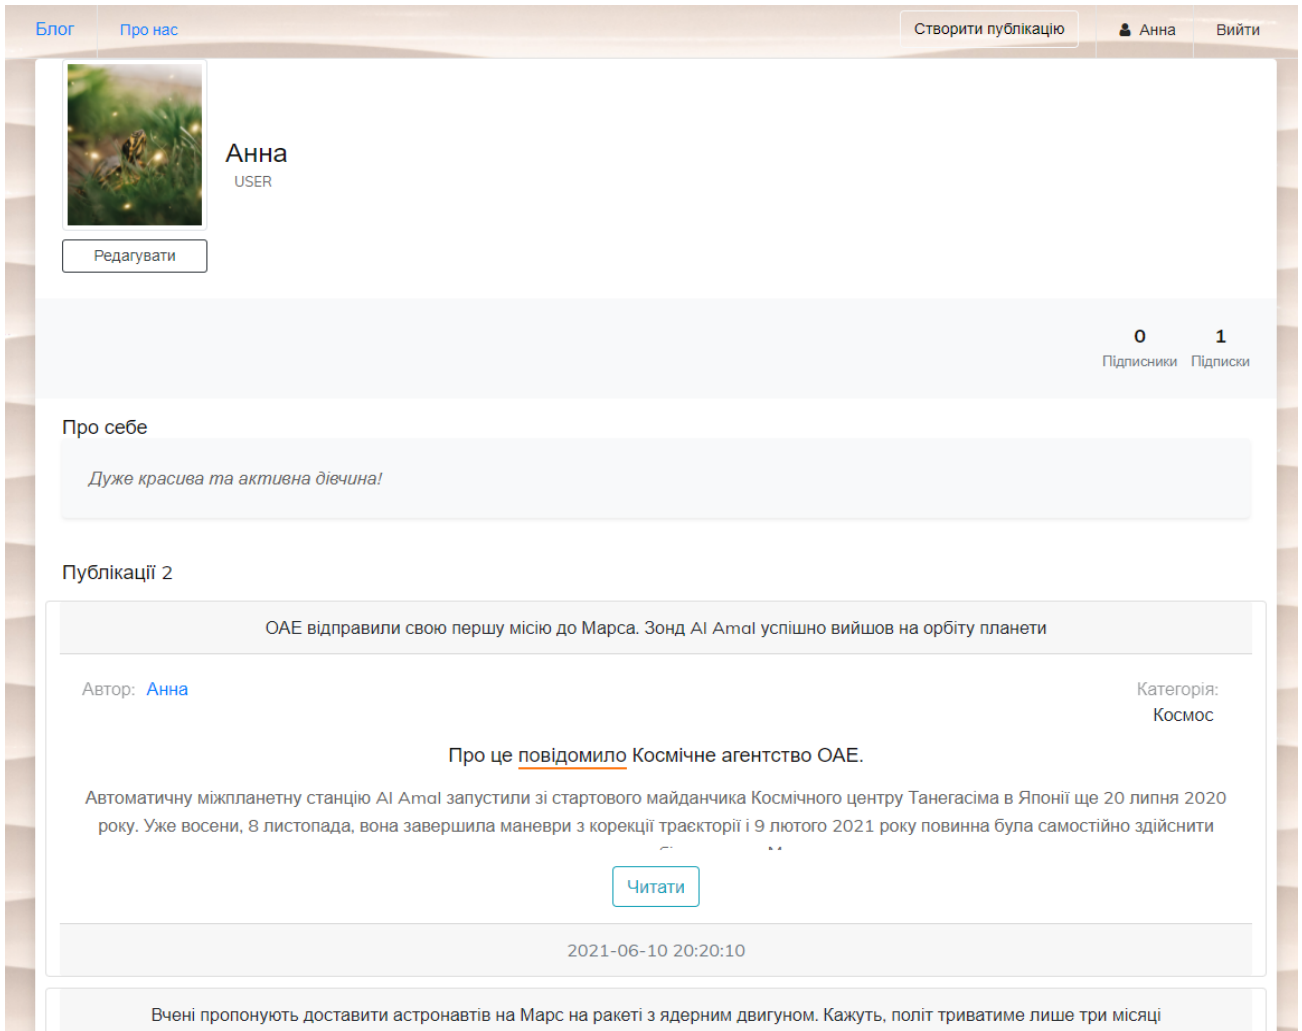 Блог Про нас Створити публікацію Анна Вийти
Анна
USER
Редагувати
0 1
Підписники Підписки
Про себе
Дуже красива та активна дівчина!
Публікації 2
ОАЕ відправили свою першу місію до Марса. Зонд Al Amal успішно вийшов на орбіту планети
Автор: Анна Категорія:
Космос
Про це повідомило Космічне агентство ОАЕ.
Автоматичну міжпланетну станцію Al Amal запустили зі стартового майданчика Космічного центру Танегасіма в Японії ще 20 липня 2020
року. Уже восени, 8 листопада, вона завершила маневри з корекції траєкторії і 9 лютого 2021 року повинна була самостійно здійснити
Читати
2021-06-10 20:20:10
Вчені пропонують доставити астронавтів на Марс на ракеті з ядерним двигуном. Кажуть, політ триватиме лише три місяці